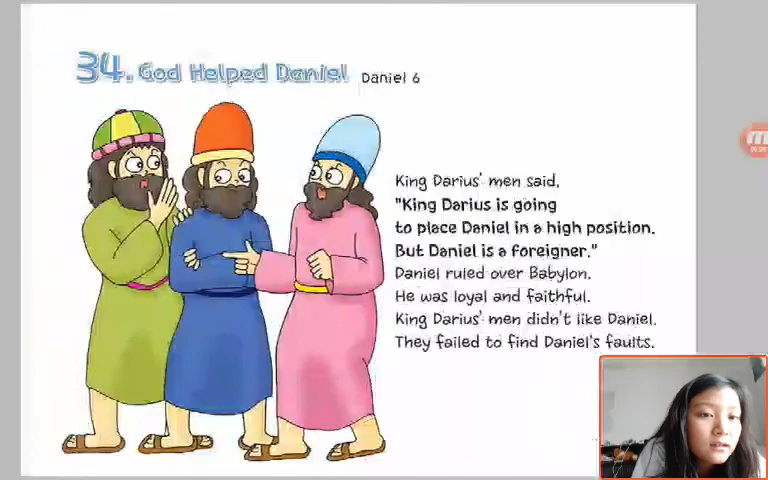 34. God Helped Daniel Daniel 6
King Darius' men said,
"King Darius is going
to place Daniel in a high position.
But Daniel is a foreigner."
Daniel ruled over Babylon.
He was loyal and faithful.
King Darius' men didn't like Daniel.
They failed to find Daniel's faults.